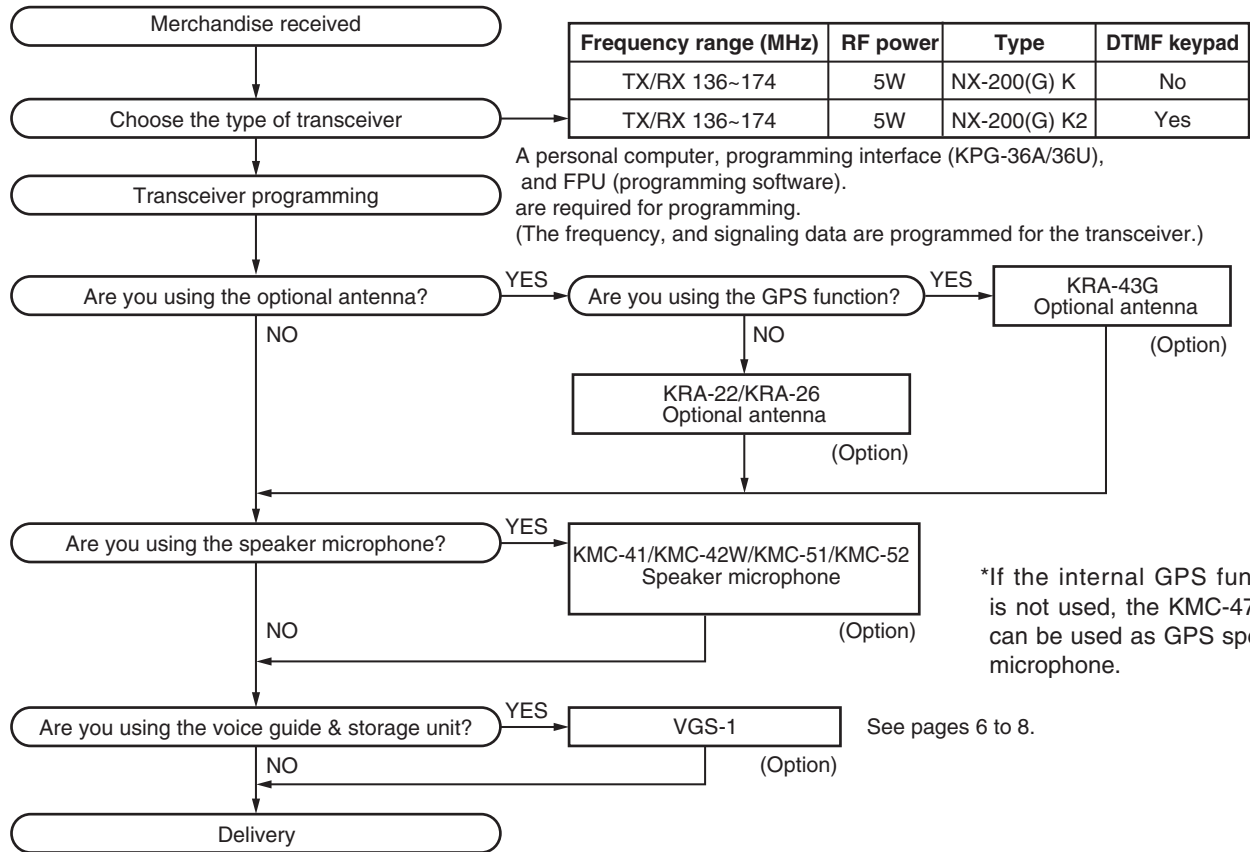 Merchandise received
Frequency range (MHz) RF power Type DTMF keypad
TX/RX 136~174 5W NX-200(G) K No
TX/RX 136~174 5W NX-200(G) K2 Yes
Choose the type of transceiver
A personal computer, programming interface (KPG-36A/36U),
and FPU (programming software).
are required for programming.
(The frequency, and signaling data are programmed for the transceiver.)
Transceiver programming
Are you using the optional antenna?
YES
Are you using the GPS function?
YES
KRA-43G
Optional antenna
(Option)
NO
NO
KRA-22/KRA-26
Optional antenna
(Option)
Are you using the speaker microphone?
YES
KMC-41/KMC-42W/KMC-51/KMC-52
Speaker microphone
(Option)
NO
*If the internal GPS
is not used, the
can be used as GPS
microphone.
Are you using the voice guide & storage unit?
YES
VGS-1
(Option)
See pages 6 to 8.
NO
Delivery